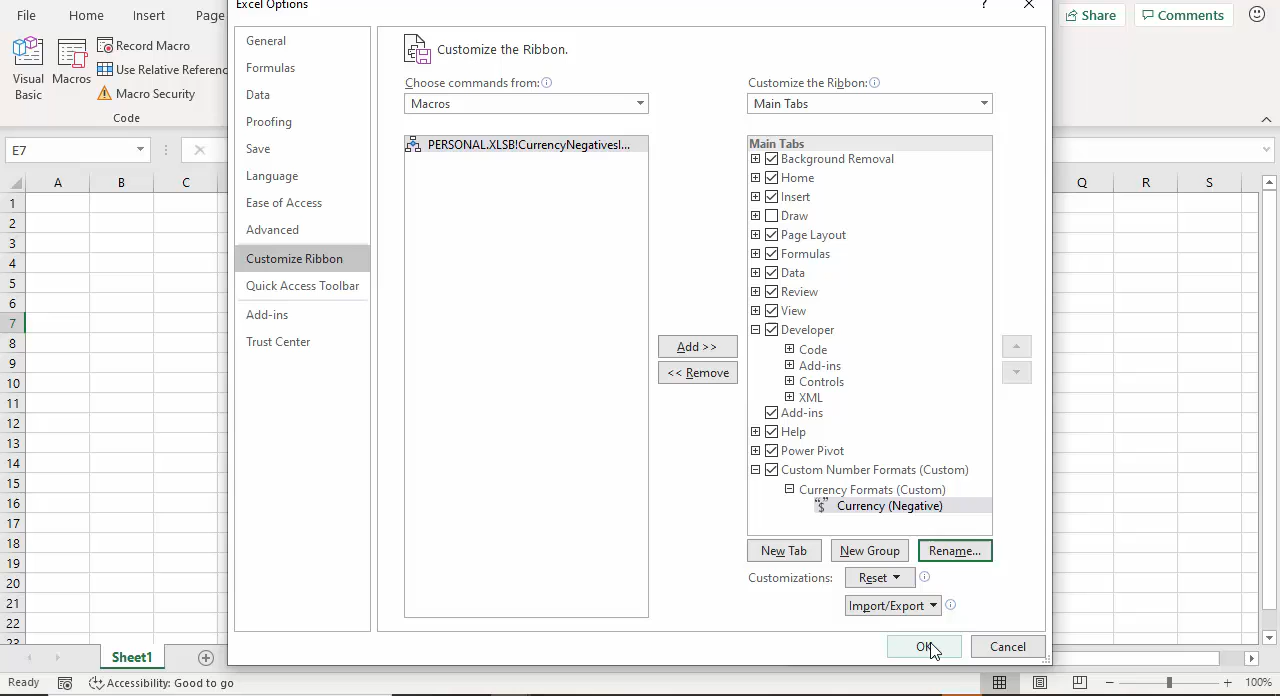 Excel Options
?
File
Home
Insert
Page
Share
Comments
Visual Basic
Macros
Record Macro
Use Relative Referenc
Macro Security
Code
E7
A B C Q R S
1
2
3
4
5
6
7
8
9
10
11
12
13
14
15
16
17
18
19
20
21
22
23
General
Formulas
Data
Proofing
Save
Language
Ease of Access
Advanced
Customize Ribbon
Quick Access Toolbar
Add-ins
Trust Center
Customize the Ribbon.
Choose commands from:
Macros
PERSONAL.XLSB!CurrencyNegativesI...
Add >>
<< Remove
Customize the Ribbon:
Main Tabs
Main Tabs
Background Removal
Home
Insert
Draw
Page Layout
Formulas
Data
Review
View
Developer
Code
Add-ins
Controls
XML
Add-ins
Help
Power Pivot
Custom Number Formats (Custom)
Currency Formats (Custom)
"$" Currency (Negative)
New Tab
New Group
Rename...
Customizations:
Reset
Import/Export
OK
Cancel
Sheet1
Ready
Accessibility: Good to go
100%